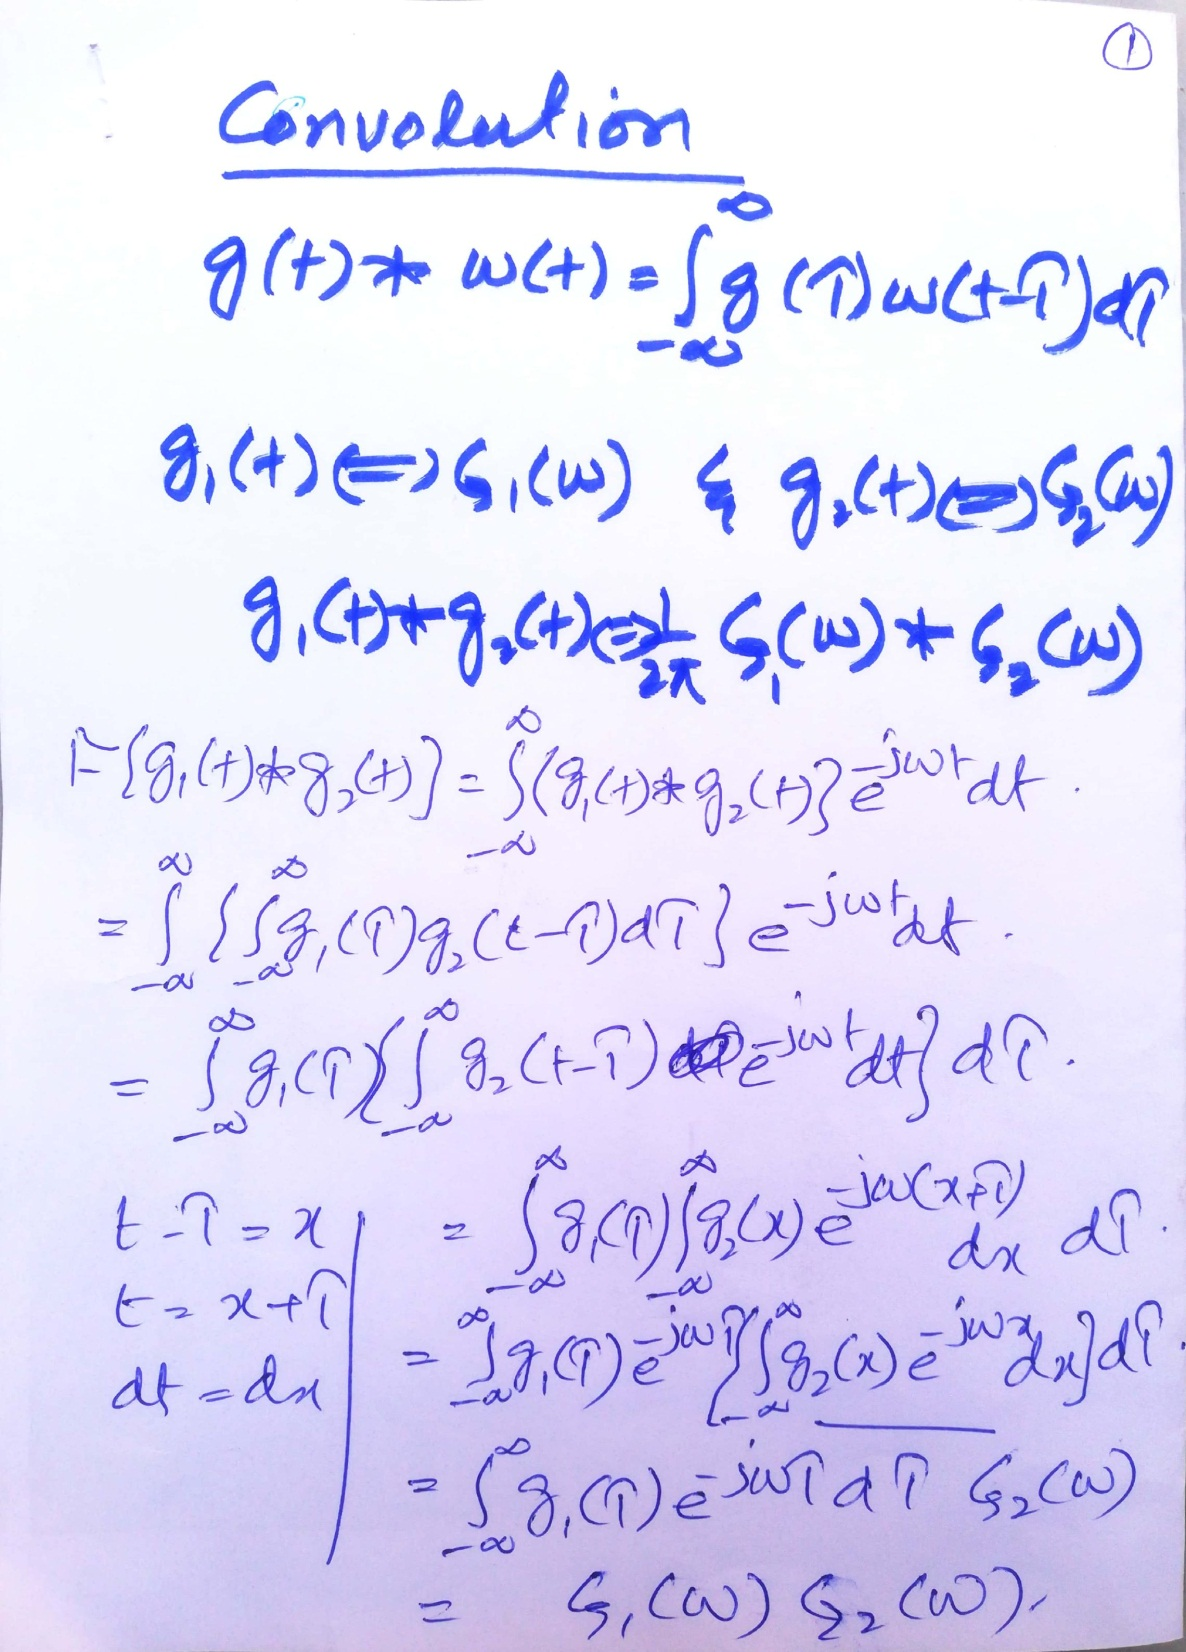 ①
Convolution
g(t) * w(t) = ∫_{-∞}^{∞} g(τ) w(t-τ) dτ
g₁(t) ⇔ G₁(ω) & g₂(t) ⇔ G₂(ω)
g₁(t) * g₂(t) ⇔ 1/2π G₁(ω) * G₂(ω)
F{g₁(t) * g₂(t)} = ∫_{-∞}^{∞} {g₁(t) * g₂(t)} e^{-jωt} dt.
= ∫_{-∞}^{∞} {∫_{-∞}^{∞} g₁(τ) g₂(t-τ) dτ} e^{-jωt} dt.
= ∫_{-∞}^{∞} g₁(τ) {∫_{-∞}^{∞} g₂(t-τ) e^{-jωt} dt} dτ.
t-τ = x
t = x+τ
dt = dx
= ∫_{-∞}^{∞} g₁(τ) ∫_{-∞}^{∞} g₂(x) e^{-jω(x+τ)} dx dτ.
= ∫_{-∞}^{∞} g₁(τ) e^{-jωτ} {∫_{-∞}^{∞} g₂(x) e^{-jωx} dx} dτ.
= ∫_{-∞}^{∞} g₁(τ) e^{-jωτ} dτ G₂(ω)
= G₁(ω) G₂(ω).